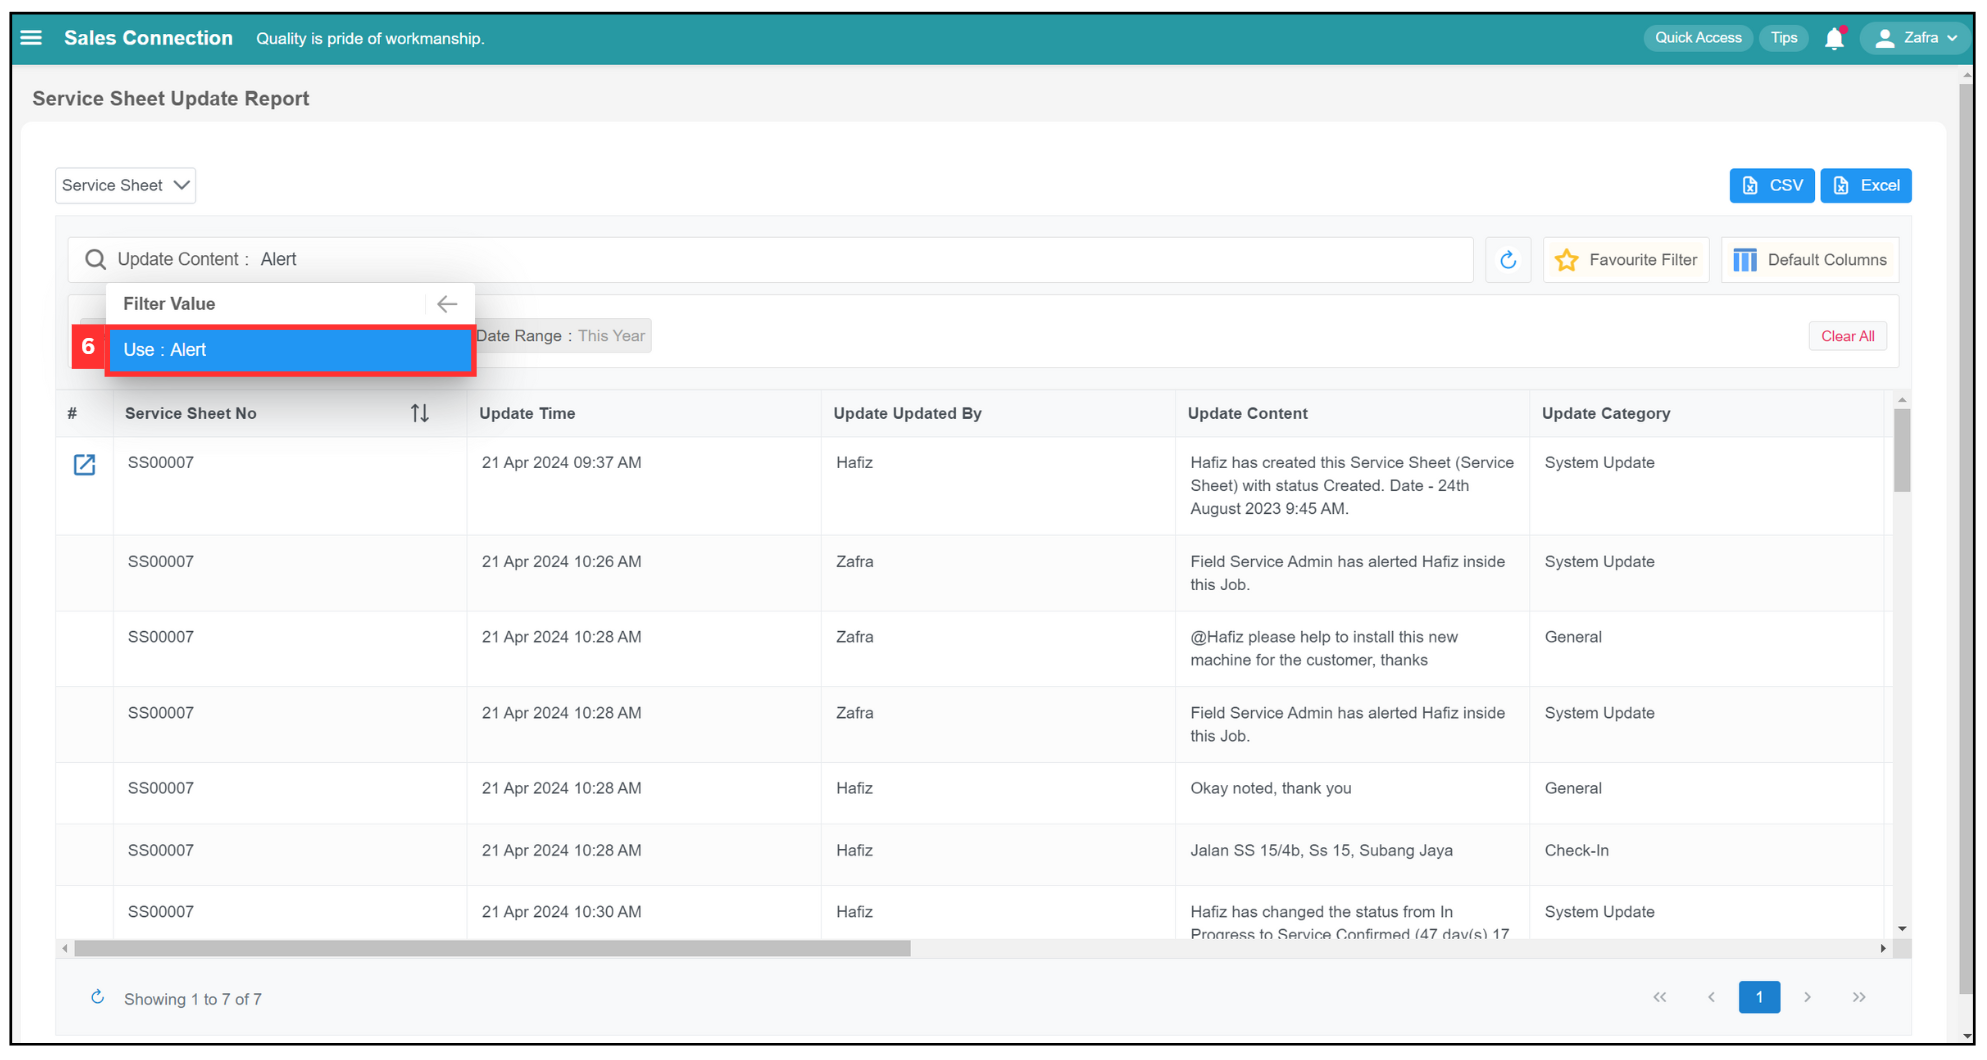 Sales Connection Quality is pride of workmanship. Quick Access Tips Zafra
Service Sheet Update Report
Service Sheet CSV Excel
Update Content : Alert Favourite Filter Default Columns
Filter Value
6 Use : Alert Date Range : This Year Clear All
# Service Sheet No Update Time Update Updated By Update Content Update Category
SS00007 21 Apr 2024 09:37 AM Hafiz Hafiz has created this Service Sheet (Service System Update
Sheet) with status Created. Date - 24th
August 2023 9:45 AM.
SS00007 21 Apr 2024 10:26 AM Zafra Field Service Admin has alerted Hafiz inside System Update
this Job.
SS00007 21 Apr 2024 10:28 AM Zafra @Hafiz please help to install this new General
machine for the customer, thanks
SS00007 21 Apr 2024 10:28 AM Zafra Field Service Admin has alerted Hafiz inside System Update
this Job.
SS00007 21 Apr 2024 10:28 AM Hafiz Okay noted, thank you General
SS00007 21 Apr 2024 10:28 AM Hafiz Jalan SS 15/4b, Ss 15, Subang Jaya Check-In
SS00007 21 Apr 2024 10:30 AM Hafiz Hafiz has changed the status from In System Update
Progress to Service Confirmed (47 day(s) 17
Showing 1 to 7 of 7 << < 1 > >>